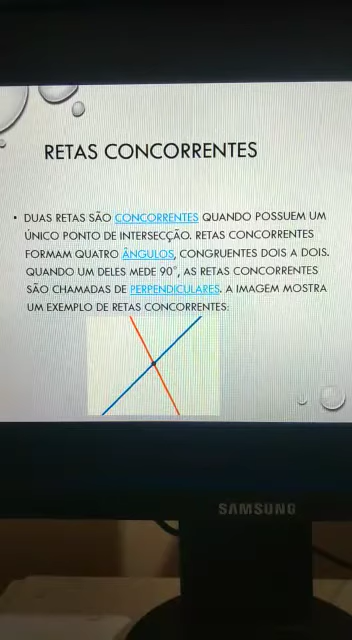 RETAS CONCORRENTES
• DUAS RETAS SÃO CONCORRENTES QUANDO POSSUEM UM
ÚNICO PONTO DE INTERSECÇÃO. RETAS CONCORRENTES
FORMAM QUATRO ÂNGULOS, CONGRUENTES DOIS A DOIS.
QUANDO UM DELES MEDE 90°, AS RETAS CONCORRENTES
SÃO CHAMADAS DE PERPENDICULARES. A IMAGEM MOSTRA
UM EXEMPLO DE RETAS CONCORRENTES:
SAMSUNG